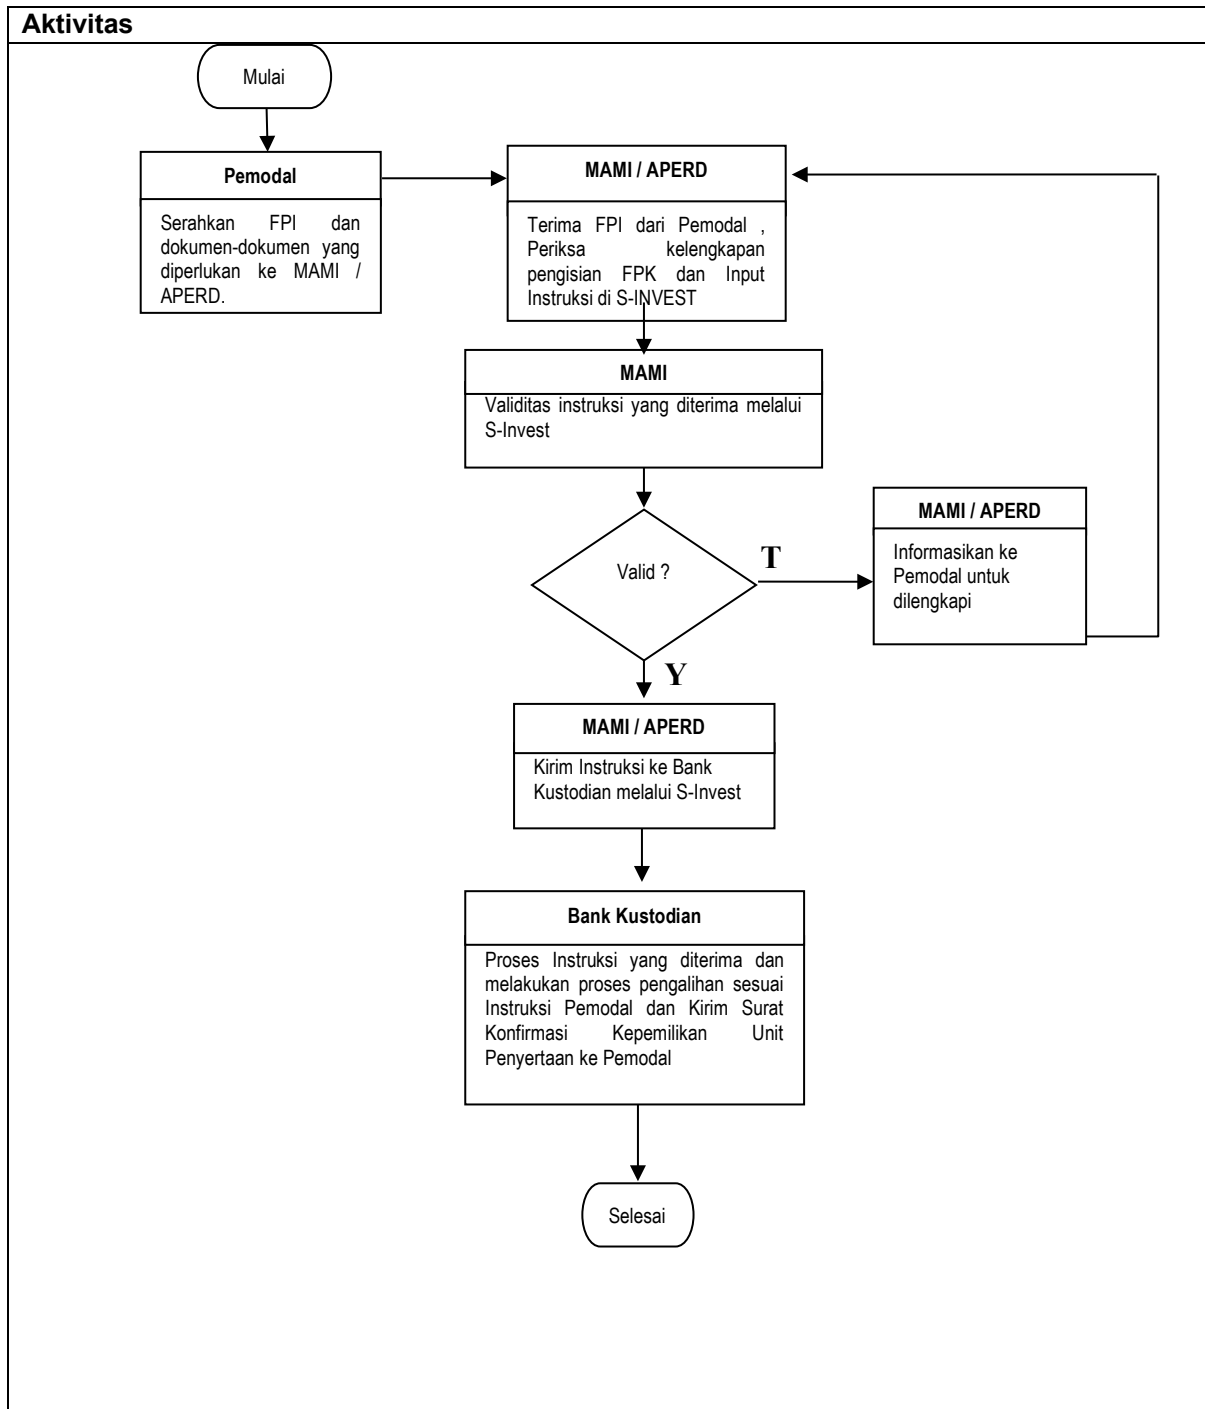 Aktivitas
Mulai
Pemodal
Serahkan FPI dan
dokumen-dokumen yang
diperlukan ke MAMI /
APERD.
MAMI / APERD
Terima FPI dari Pemodal ,
Periksa kelengkapan
pengisian FPK dan Input
Instruksi di S-INVEST
MAMI
Validitas instruksi yang diterima melalui
S-Invest
Valid ?
T
MAMI / APERD
Informasikan ke
Pemodal untuk
dilengkapi
Y
MAMI / APERD
Kirim Instruksi ke Bank
Kustodian melalui S-Invest
Bank Kustodian
Proses Instruksi yang diterima dan
melakukan proses pengalihan sesuai
Instruksi Pemodal dan Kirim Surat
Konfirmasi Kepemilikan Unit
Penyertaan ke Pemodal
Selesai